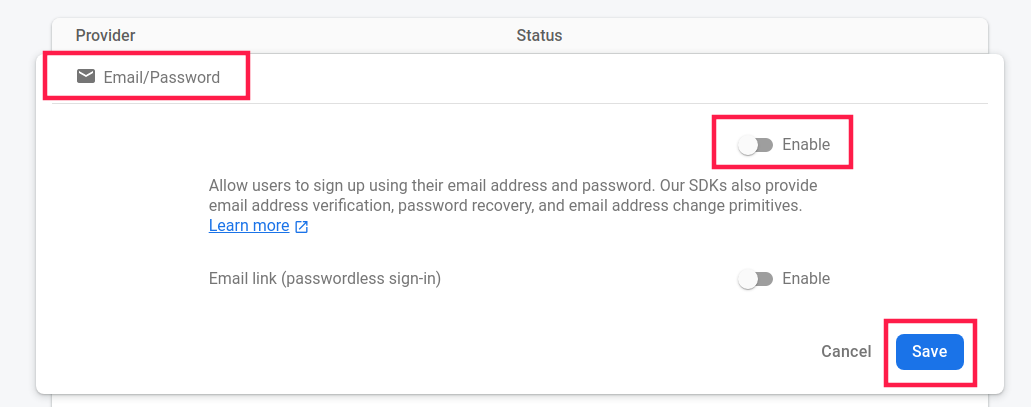 Provider Status
Email/Password
Enable
Allow users to sign up using their email address and password. Our SDKs also provide
email address verification, password recovery, and email address change primitives.
Learn more
Email link (passwordless sign-in) Enable
Cancel Save